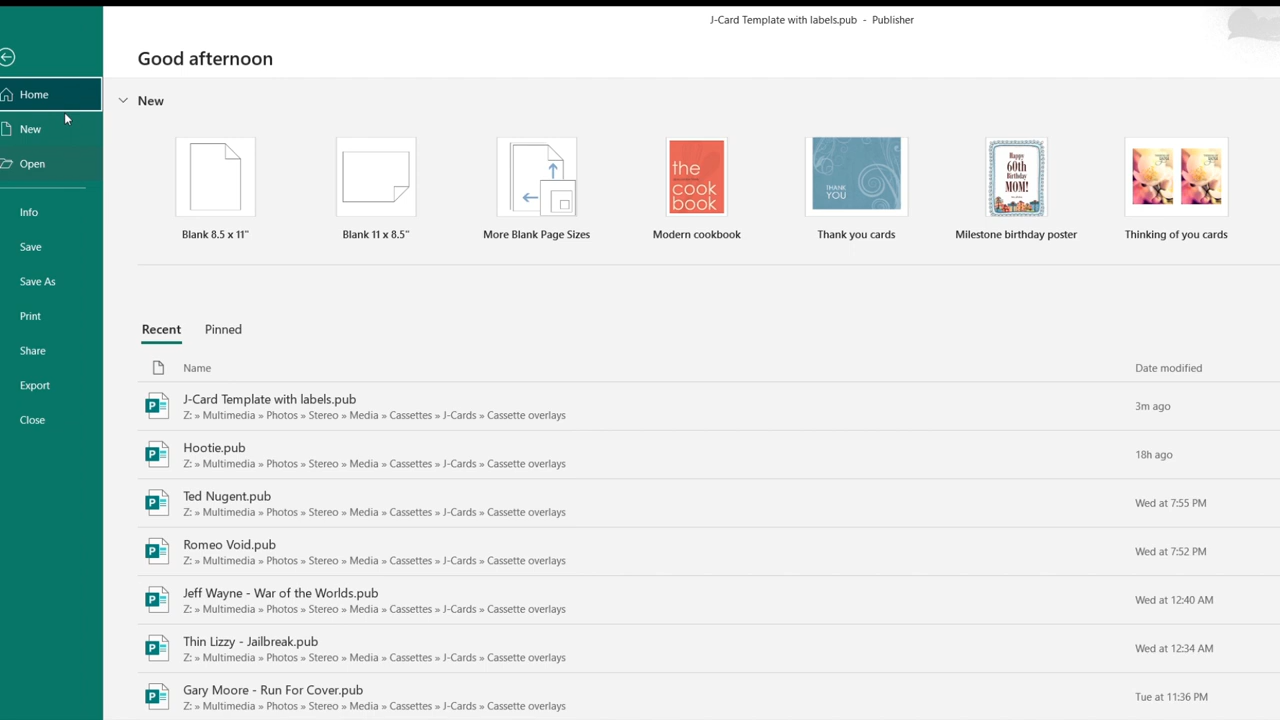 J-Card Template with labels.pub - Publisher
Good afternoon
Home
New
Open
Info
Save
Save As
Print
Share
Export
Close
New
the
cook
book
THANK
YOU
Happy
60th
Birthday
MOM!
Blank 8.5 x 11"
Blank 11 x 8.5"
More Blank Page Sizes
Modern cookbook
Thank you cards
Milestone birthday poster
Thinking of you cards
Recent Pinned
Name Date modified
J-Card Template with labels.pub
Z: » Multimedia » Photos » Stereo » Media » Cassettes » J-Cards » Cassette overlays
3m ago
Hootie.pub
Z: » Multimedia » Photos » Stereo » Media » Cassettes » J-Cards » Cassette overlays
18h ago
Ted Nugent.pub
Z: » Multimedia » Photos » Stereo » Media » Cassettes » J-Cards » Cassette overlays
Wed at 7:55 PM
Romeo Void.pub
Z: » Multimedia » Photos » Stereo » Media » Cassettes » J-Cards » Cassette overlays
Wed at 7:52 PM
Jeff Wayne - War of the Worlds.pub
Z: » Multimedia » Photos » Stereo » Media » Cassettes » J-Cards » Cassette overlays
Wed at 12:40 AM
Thin Lizzy - Jailbreak.pub
Z: » Multimedia » Photos » Stereo » Media » Cassettes » J-Cards » Cassette overlays
Wed at 12:34 AM
Gary Moore - Run For Cover.pub
Z: » Multimedia » Photos » Stereo » Media » Cassettes » J-Cards » Cassette overlays
Tue at 11:36 PM